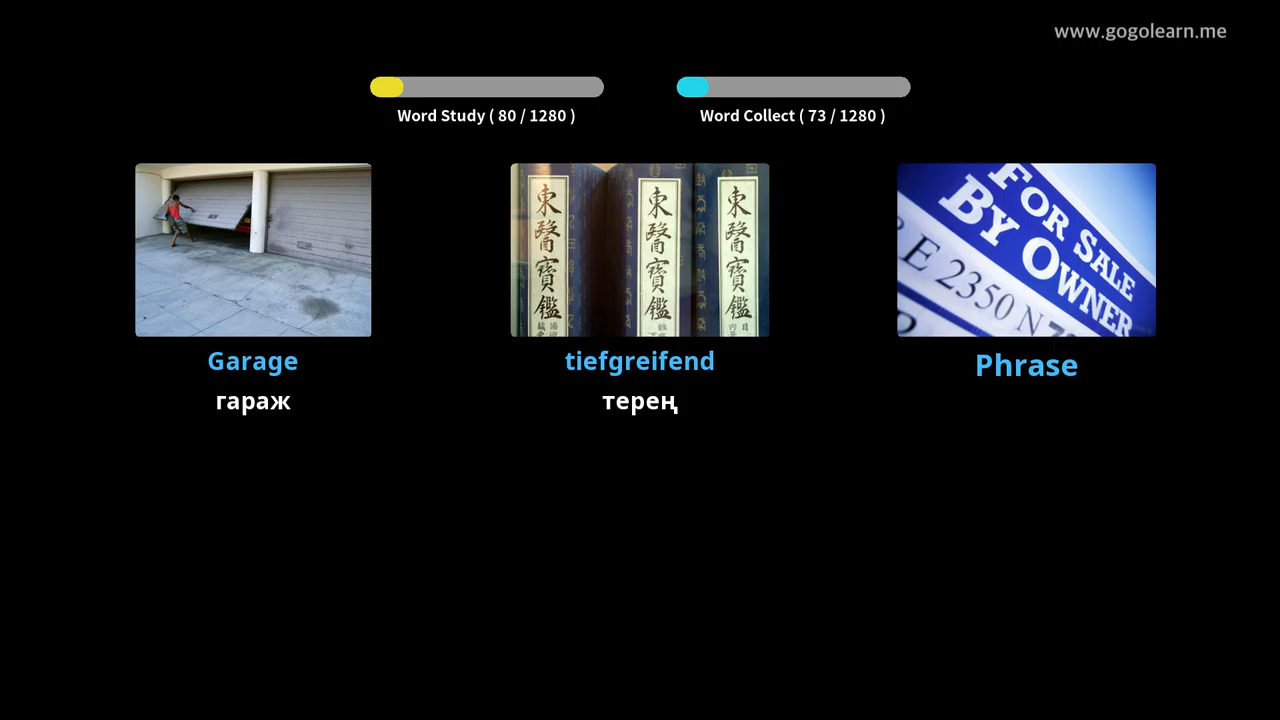 www.gogolearn.me
Word Study ( 80 / 1280 )
Word Collect ( 73 / 1280 )
東醫寶鑑
東醫寶鑑
東醫寶鑑
FOR SALE
BY OWNER
E 2350 N
Garage
tiefgreifend
Phrase
гараж
терең